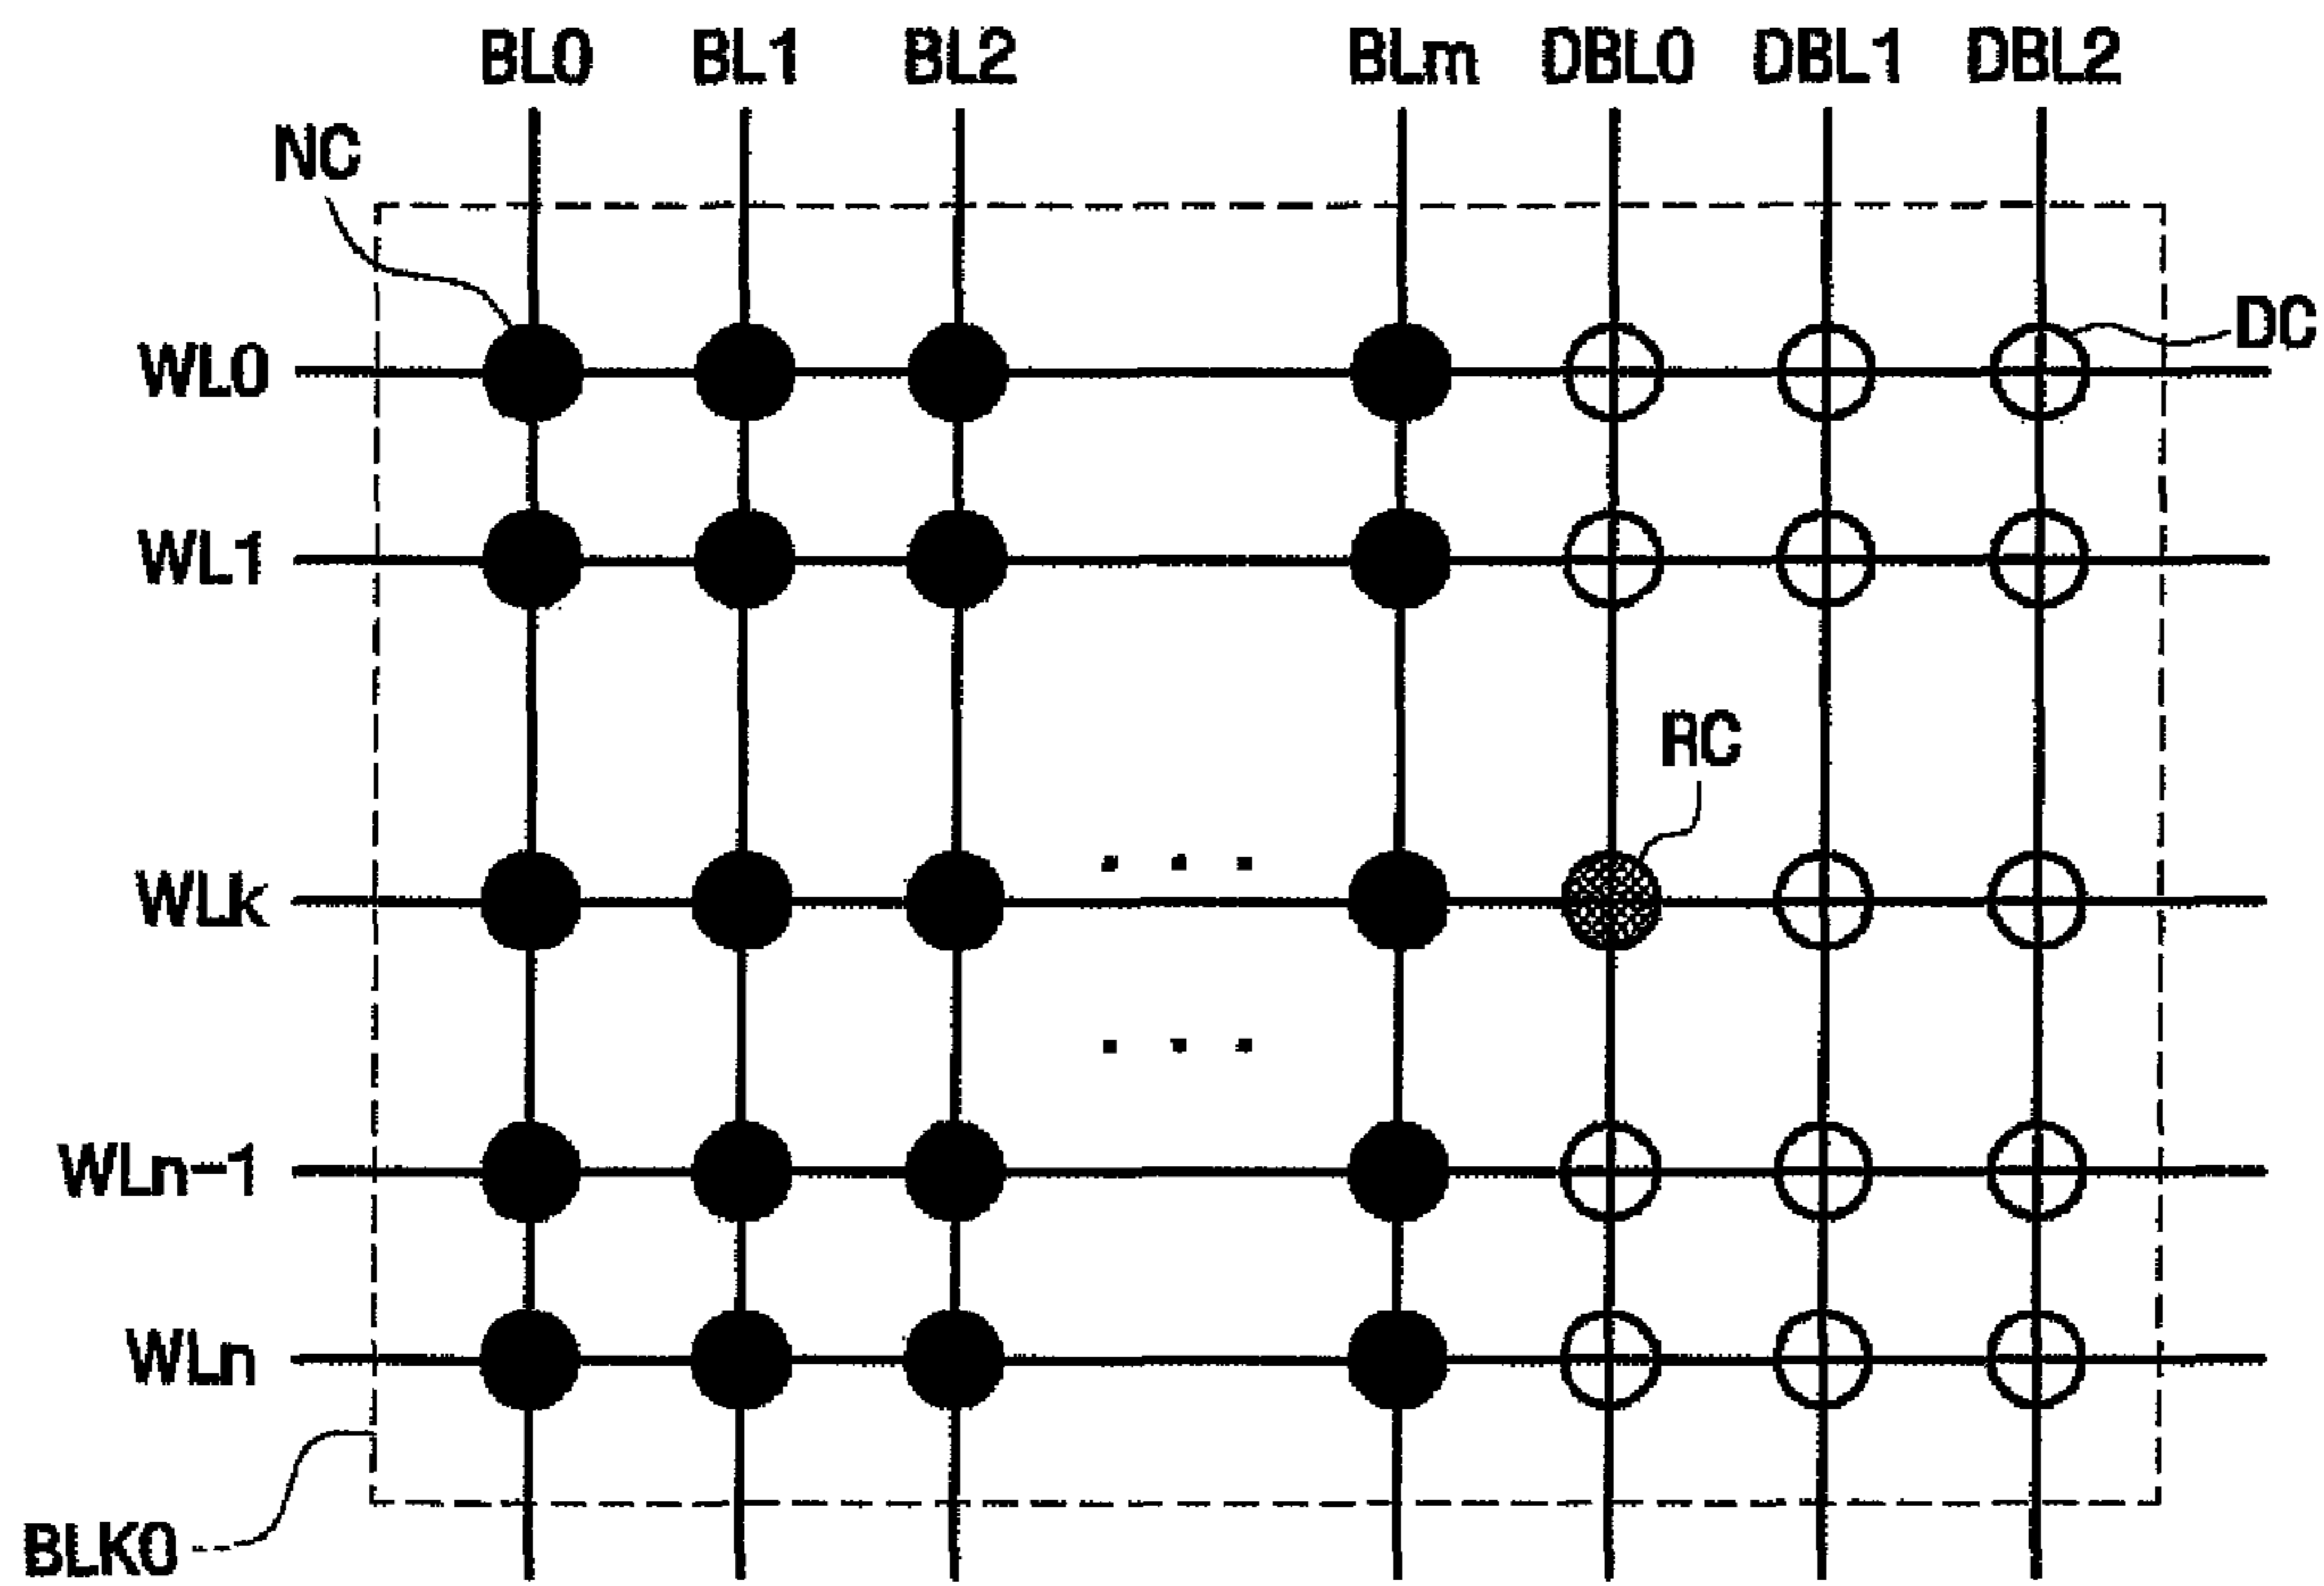 BL0 BL1 BL2 BLm DBL0 DBL1 DBL2
NC
DC
WL0
WL1
RC
. . .
WLk
. . .
WLn-1
WLn
BLK0